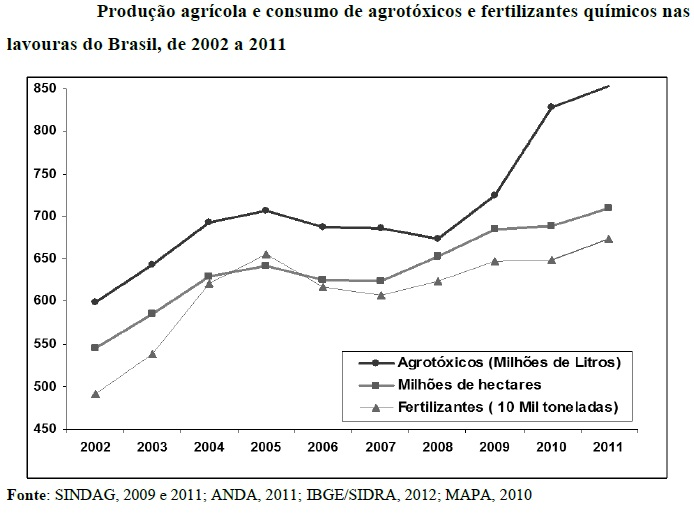 Produção agrícola e consumo de agrotóxicos e fertilizantes químicos nas
lavouras do Brasil, de 2002 a 2011
850
800
750
700
650
600
550
500
450
Agrotóxicos (Milhões de Litros)
Milhões de hectares
Fertilizantes ( 10 Mil toneladas)
2002 2003 2004 2005 2006 2007 2008 2009 2010 2011
Fonte: SINDAG, 2009 e 2011; ANDA, 2011; IBGE/SIDRA, 2012; MAPA, 2010